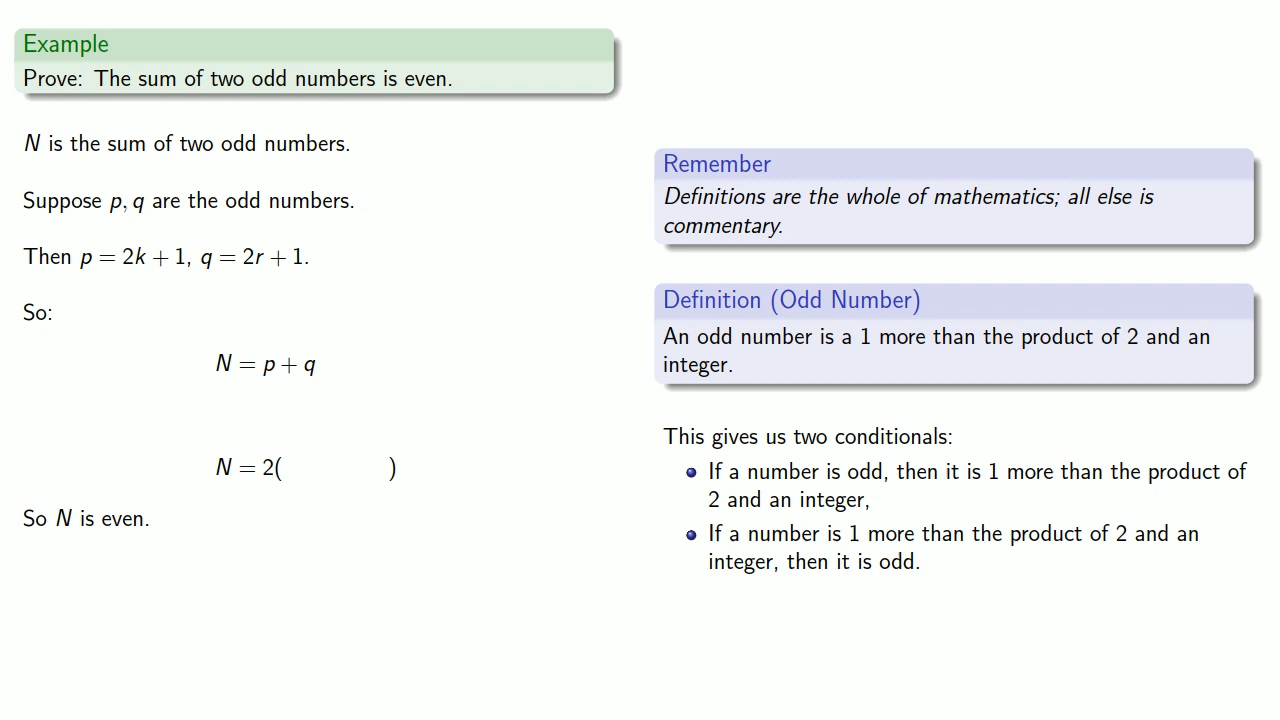 Example
Prove: The sum of two odd numbers is even.
N is the sum of two odd numbers.
Suppose p, q are the odd numbers.
Then p = 2k + 1, q = 2r + 1.
So:
N = p + q
N = 2( )
So N is even.
Remember
Definitions are the whole of mathematics; all else is
commentary.
Definition (Odd Number)
An odd number is a 1 more than the product of 2 and an
integer.
This gives us two conditionals:
If a number is odd, then it is 1 more than the product of
2 and an integer,
If a number is 1 more than the product of 2 and an
integer, then it is odd.